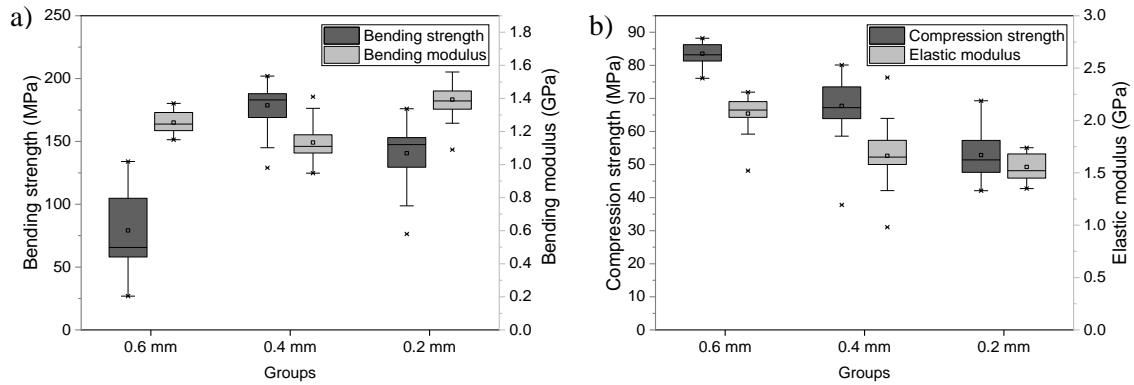 a)
250
200
150
100
50
0
Bending strength (MPa)
Bending strength
Bending modulus
1.8
1.6
1.4
1.2
1.0
0.8
0.6
0.4
0.2
0.0
Bending modulus (GPa)
0.6 mm 0.4 mm 0.2 mm
Groups
b)
90
80
70
60
50
40
30
20
10
0
Compression strength (MPa)
Compression strength
Elastic modulus
3.0
2.5
2.0
1.5
1.0
0.5
0.0
Elastic modulus (GPa)
0.6 mm 0.4 mm 0.2 mm
Groups